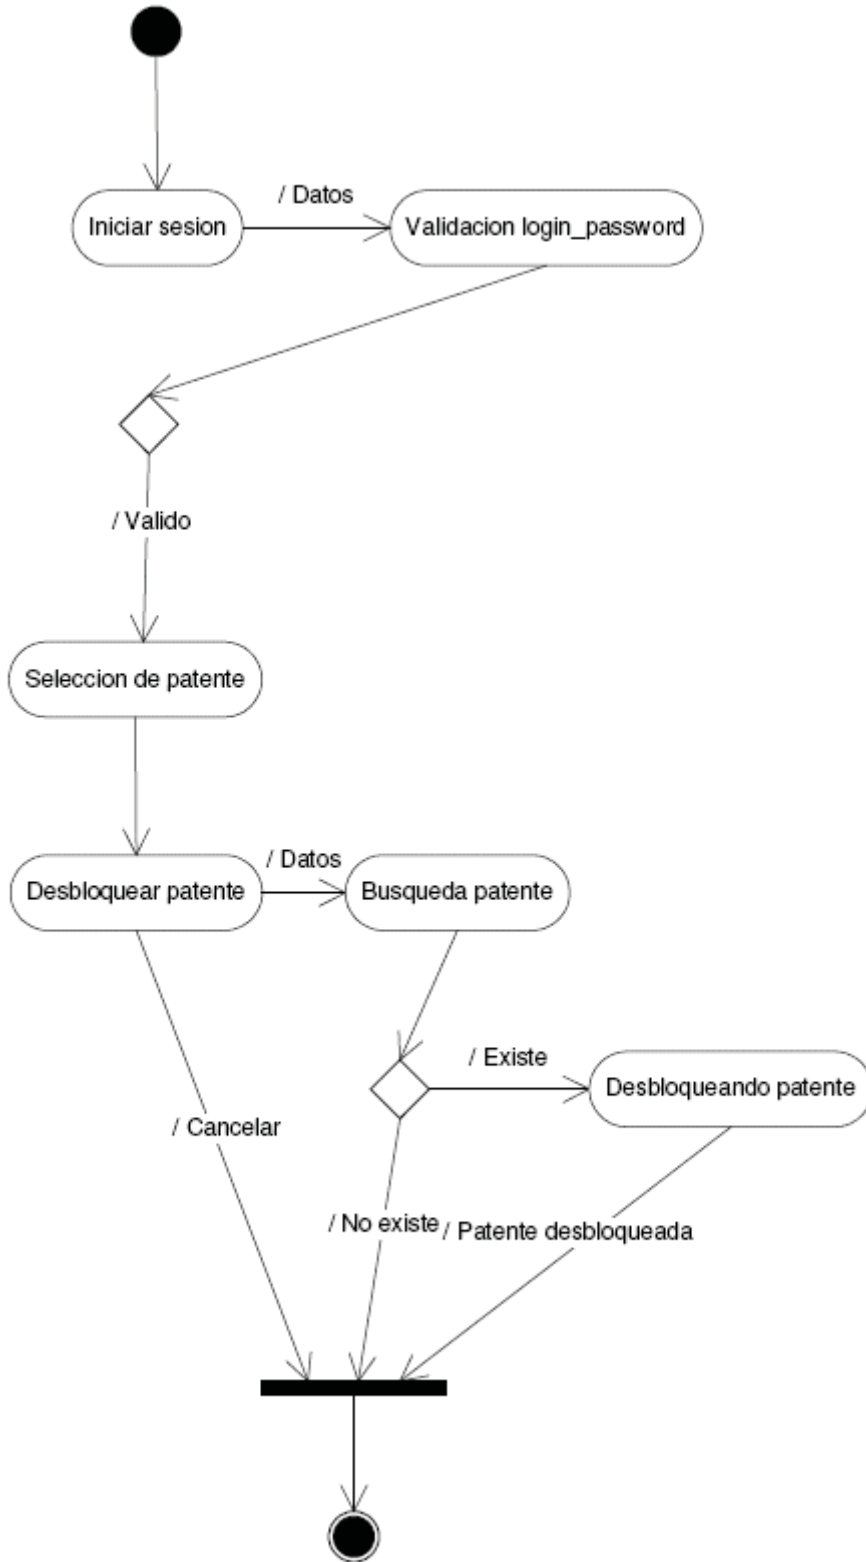 / Datos
Iniciar sesion
Validacion login_password
/ Valido
Seleccion de patente
/ Datos
Desbloquear patente
Busqueda patente
/ Existe
Desbloqueando patente
/ Cancelar
/ No existe
/ Patente desbloqueada